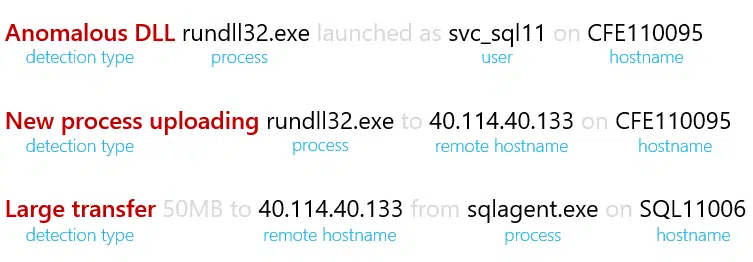 Anomalous DLL rundll32.exe launched as svc_sql11 on CFE110095
detection type process user hostname
New process uploading rundll32.exe to 40.114.40.133 on CFE110095
detection type process remote hostname hostname
Large transfer 50MB to 40.114.40.133 from sqlagent.exe on SQL11006
detection type remote hostname process hostname